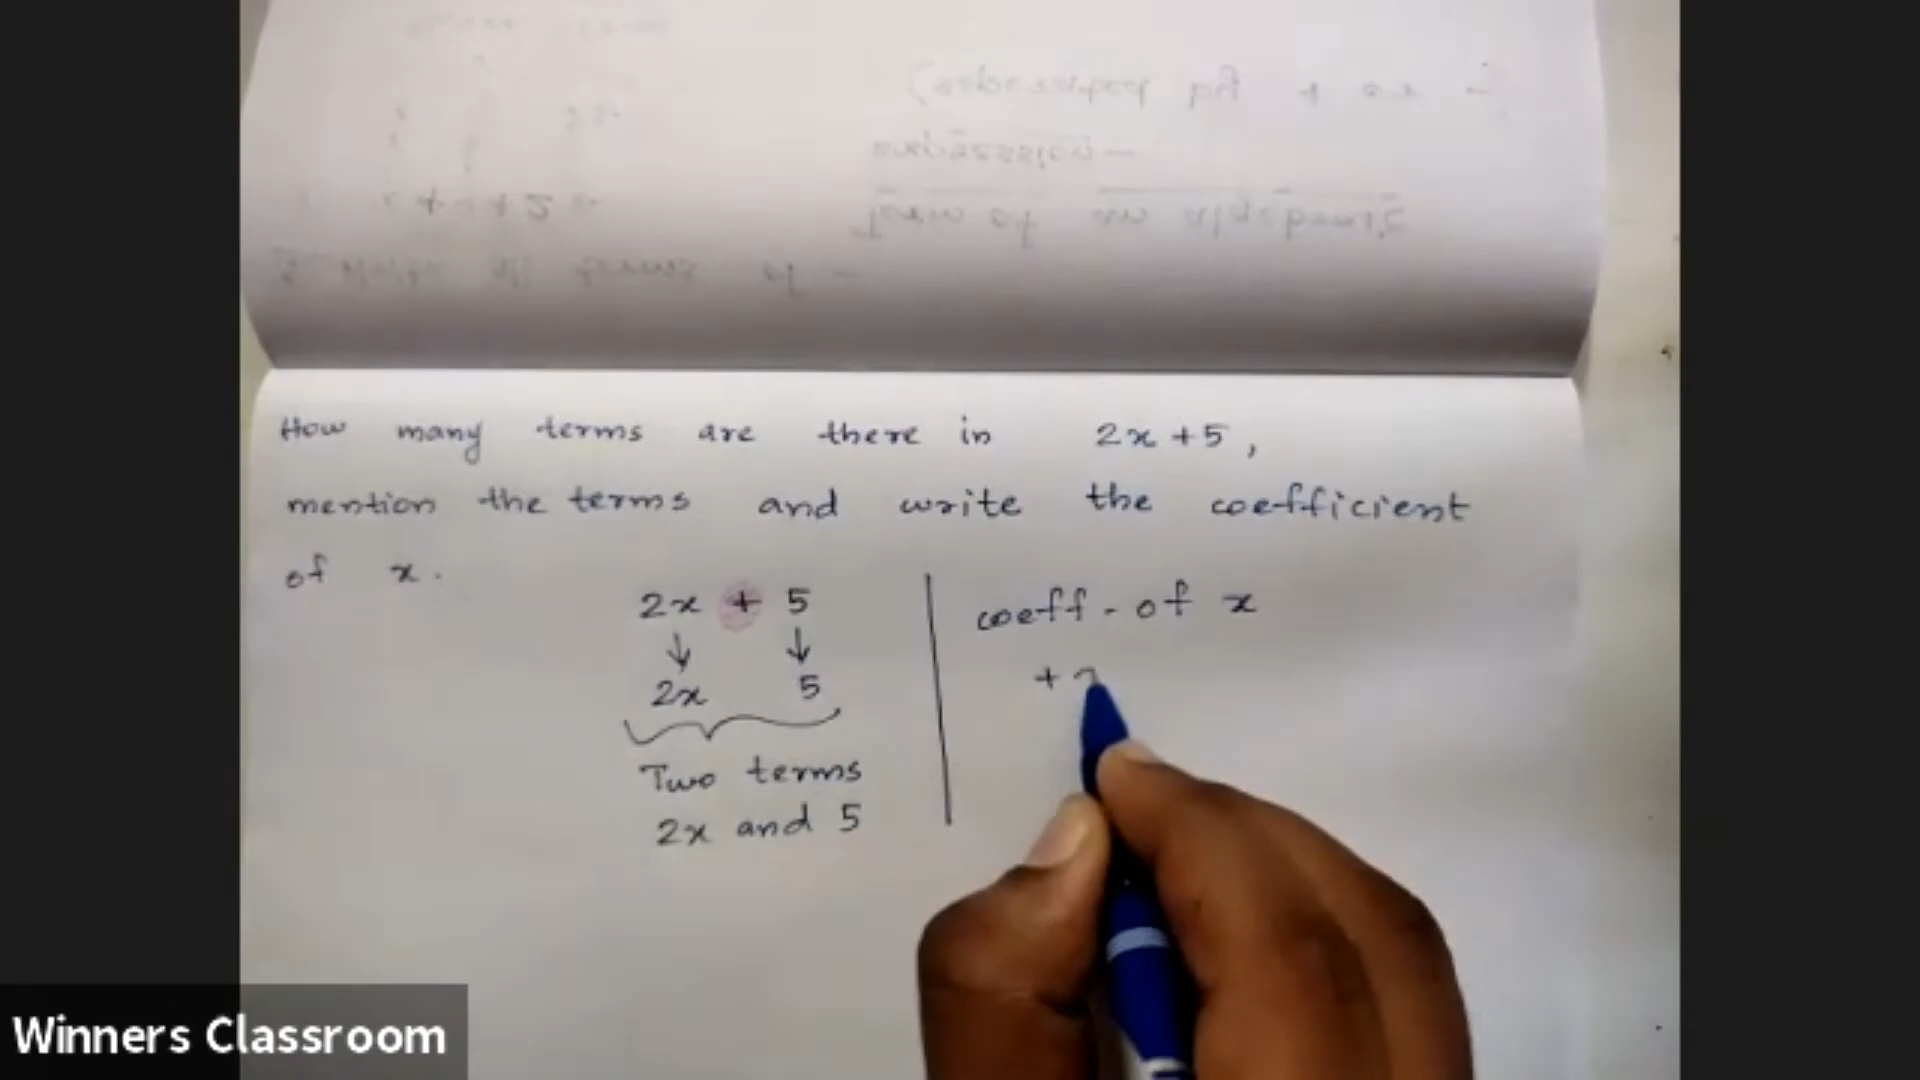 How many terms are there in 2x + 5,
mention the terms and write the coefficient
of x.
2x + 5
↓ ↓
2x 5
Two terms
2x and 5
coeff. of x
+
Winners Classroom